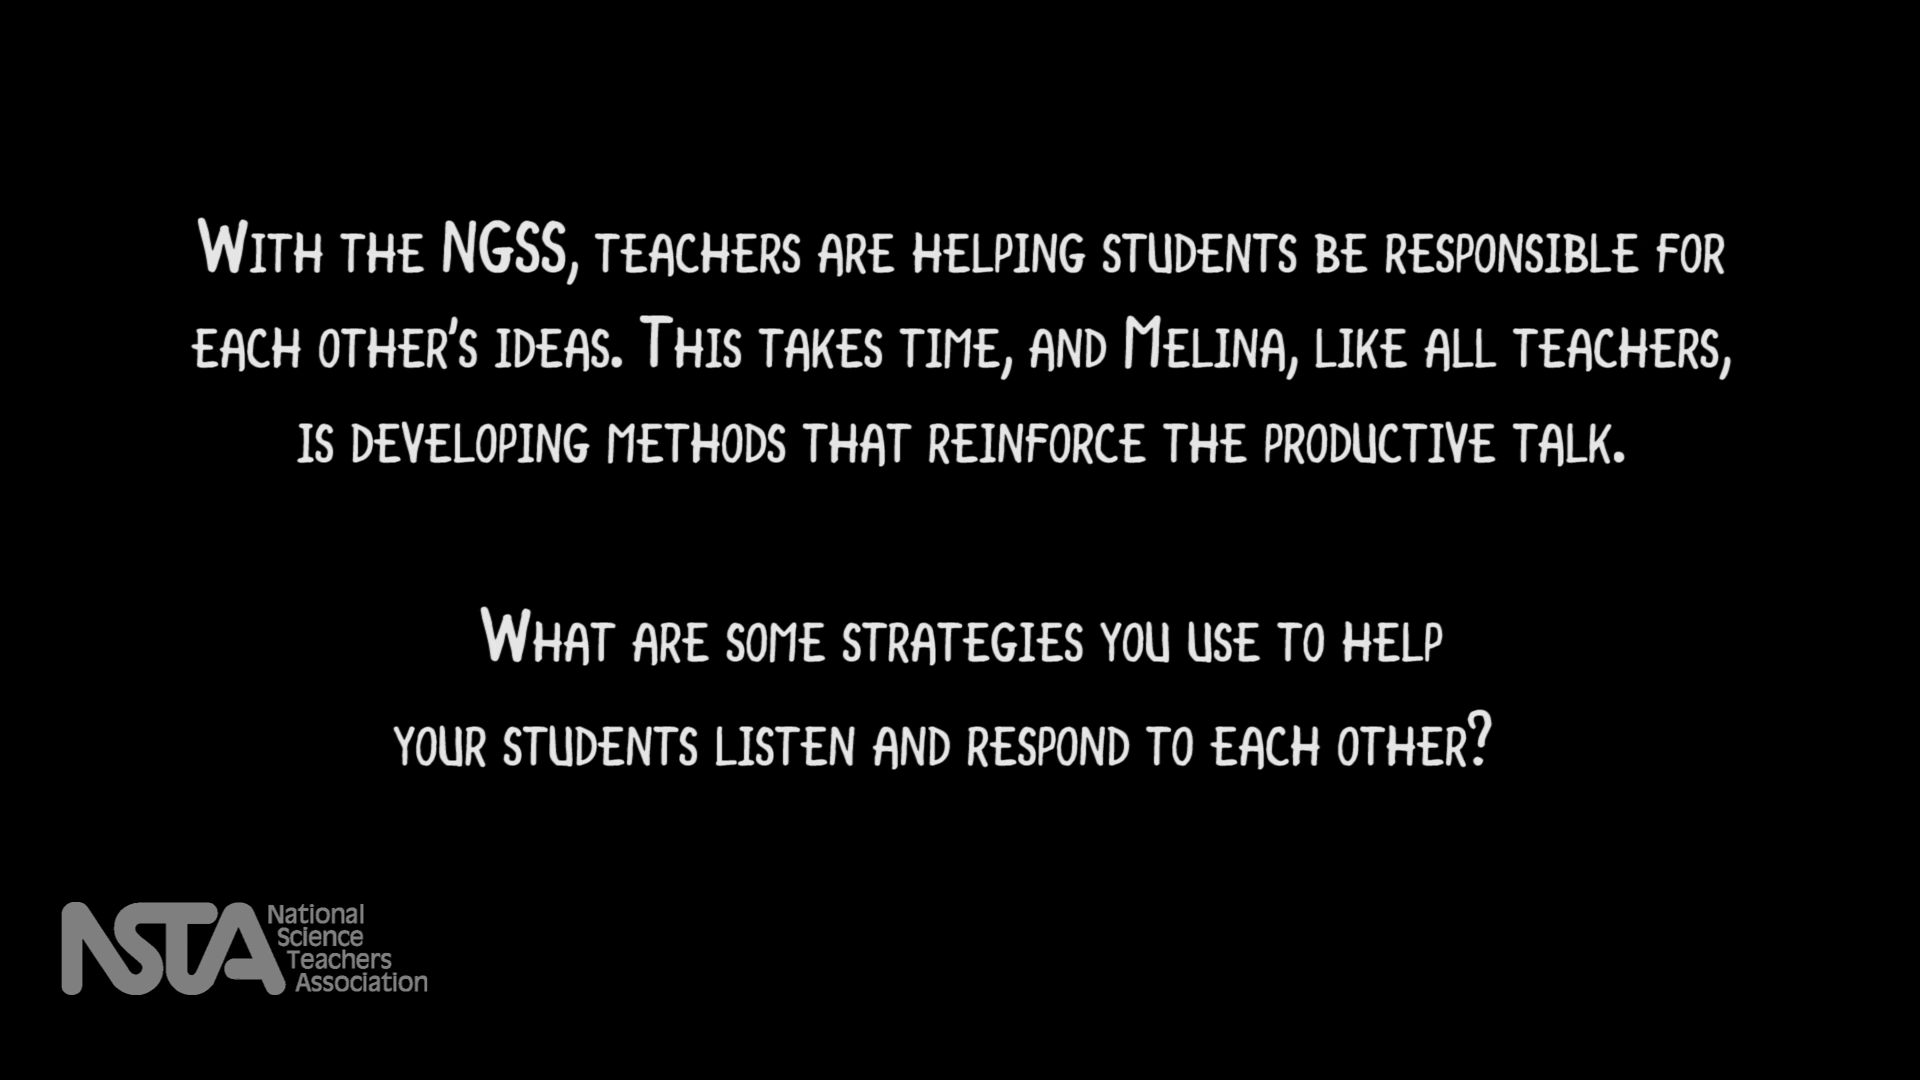 With the NGSS, teachers are helping students be responsible for
each other's ideas. This takes time, and Melina, like all teachers,
is developing methods that reinforce the productive talk.
What are some strategies you use to help
your students listen and respond to each other?
NSTA
National
Science
Teachers
Association